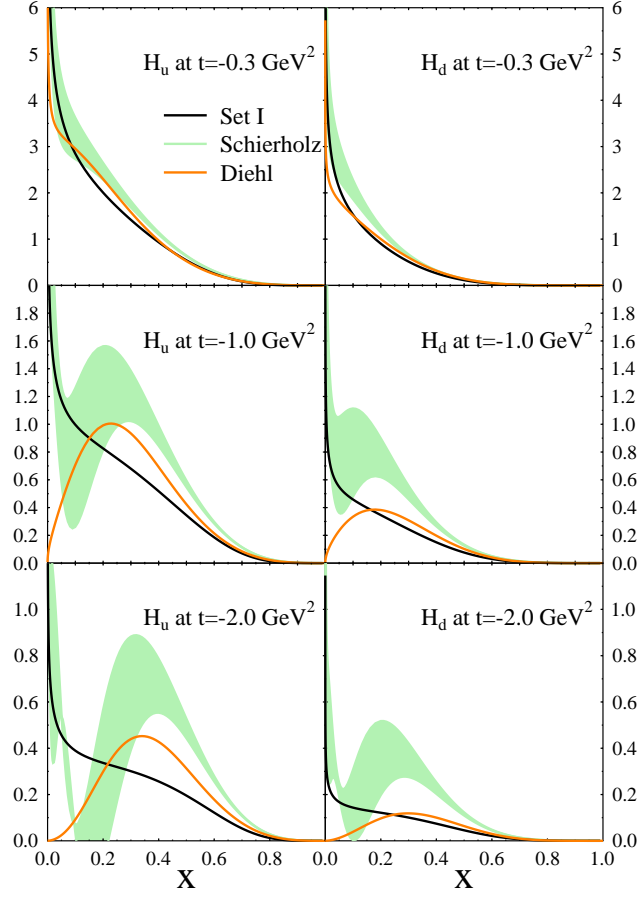 6 H_u at t=-0.3 GeV^2 H_d at t=-0.3 GeV^2 6
5 5
4 Set I 4
Schierholz
3 Diehl 3
2 2
1 1
0 0
1.8 H_u at t=-1.0 GeV^2 H_d at t=-1.0 GeV^2 1.8
1.6 1.6
1.4 1.4
1.2 1.2
1.0 1.0
0.8 0.8
0.6 0.6
0.4 0.4
0.2 0.2
0.0 0.0
1.0 H_u at t=-2.0 GeV^2 H_d at t=-2.0 GeV^2 1.0
0.8 0.8
0.6 0.6
0.4 0.4
0.2 0.2
0.0 0.0
0.0 0.2 0.4 0.6 0.8 0.0 0.2 0.4 0.6 0.8 1.0
X X